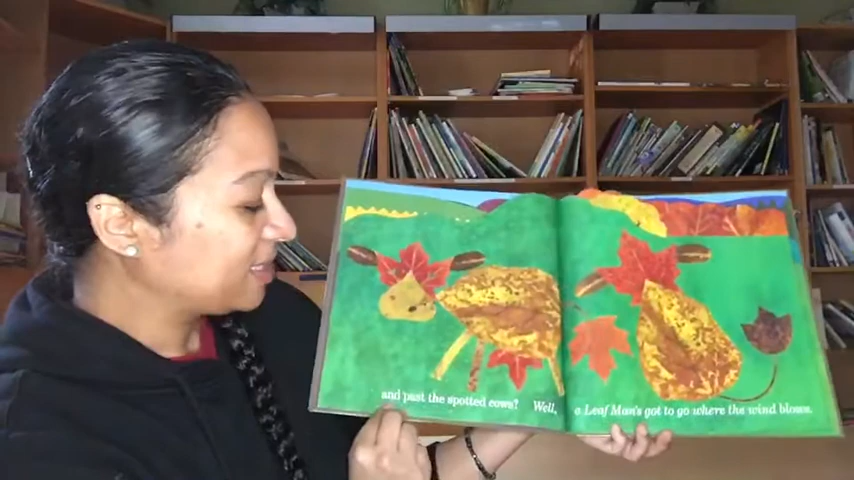 and past the spotted cows? Well,
a Leaf Man's got to go where the wind blows.